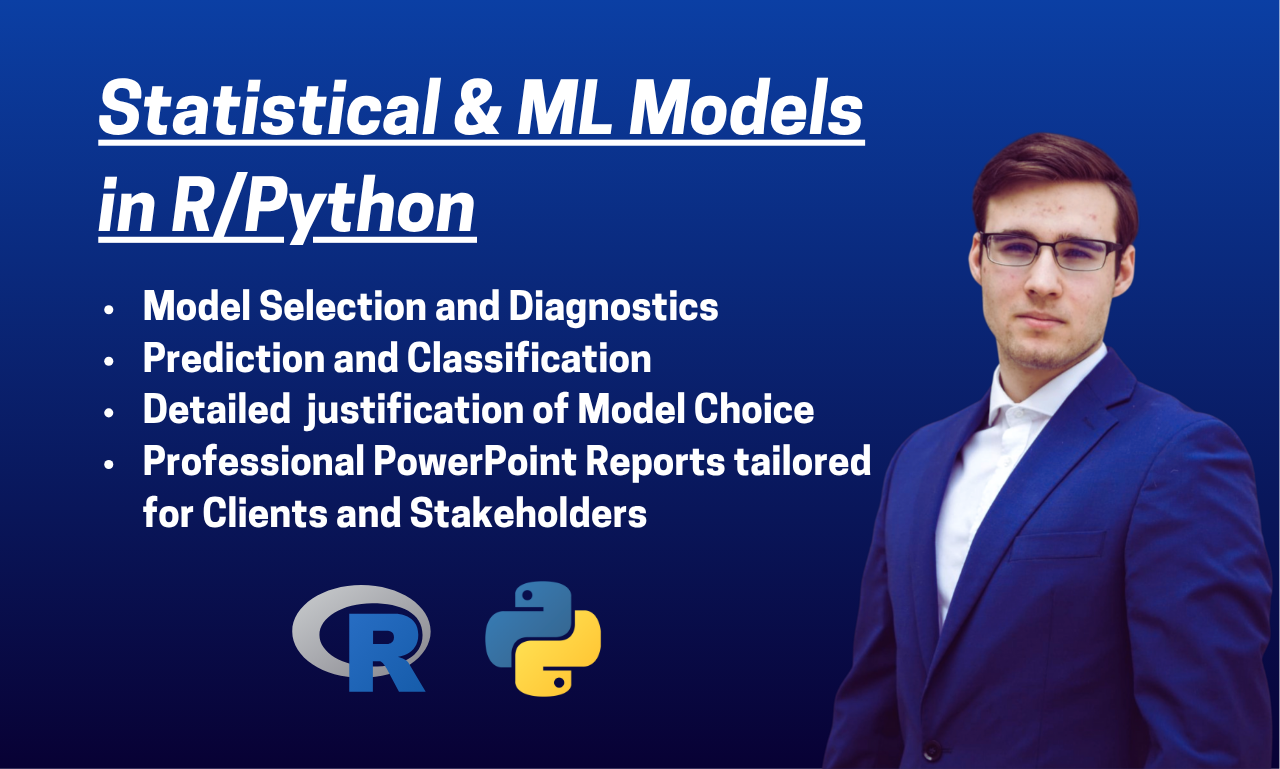 Statistical & ML Models
in R/Python
• Model Selection and Diagnostics
• Prediction and Classification
• Detailed  justification of Model Choice
• Professional PowerPoint Reports tailored
for Clients and Stakeholders
R